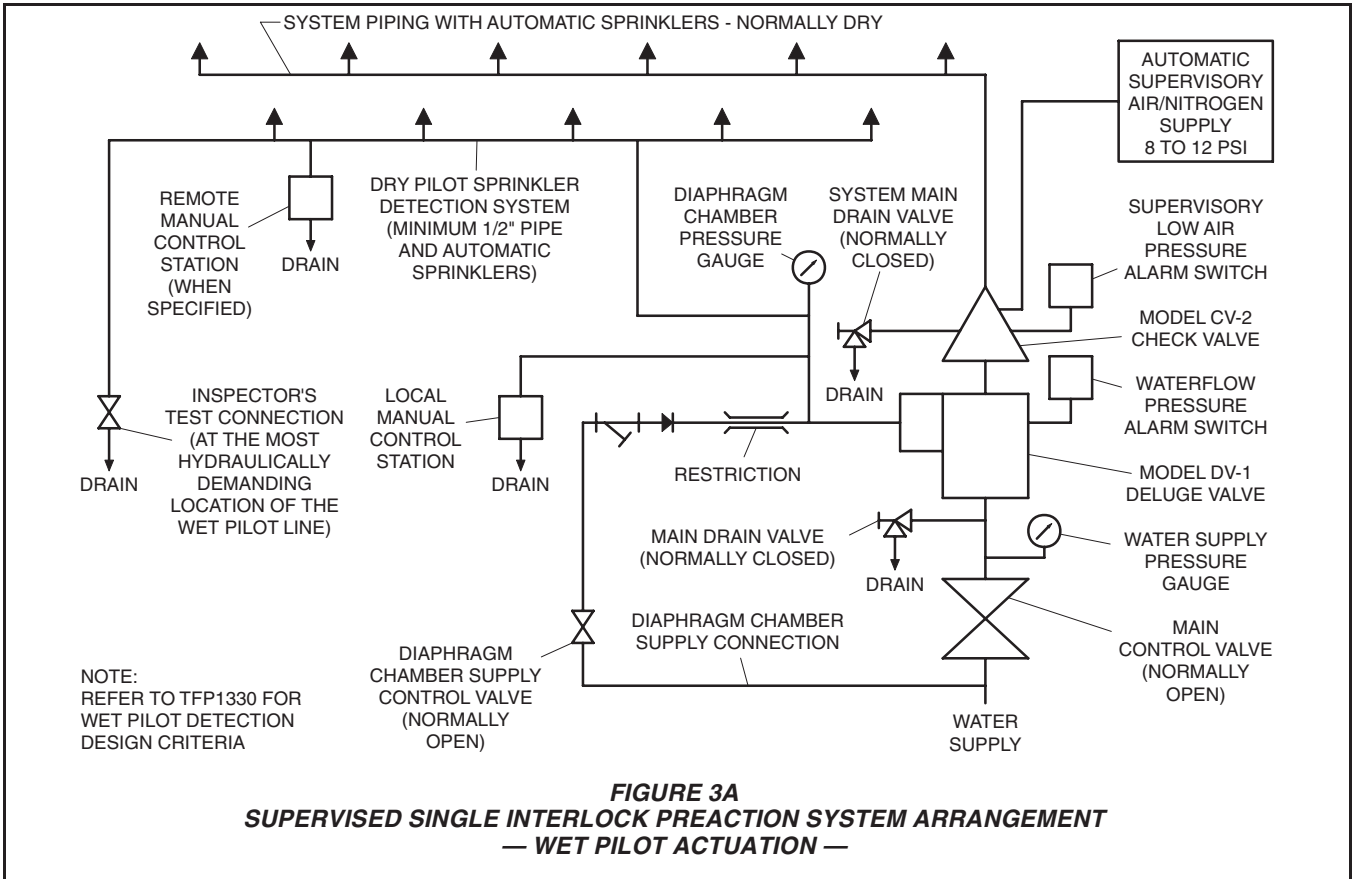 SYSTEM PIPING WITH AUTOMATIC SPRINKLERS - NORMALLY DRY
AUTOMATIC
SUPERVISORY
AIR/NITROGEN
SUPPLY
8 TO 12 PSI
REMOTE
MANUAL
CONTROL
STATION
(WHEN
SPECIFIED)
DRAIN
DRY PILOT SPRINKLER
DETECTION SYSTEM
(MINIMUM 1/2" PIPE
AND AUTOMATIC
SPRINKLERS)
DIAPHRAGM
CHAMBER
PRESSURE
GAUGE
SYSTEM MAIN
DRAIN VALVE
(NORMALLY
CLOSED)
DRAIN
SUPERVISORY
LOW AIR
PRESSURE
ALARM SWITCH
MODEL CV-2
CHECK VALVE
WATERFLOW
PRESSURE
ALARM SWITCH
MODEL DV-1
DELUGE VALVE
DRAIN
INSPECTOR'S
TEST CONNECTION
(AT THE MOST
HYDRAULICALLY
DEMANDING
LOCATION OF THE
WET PILOT LINE)
LOCAL
MANUAL
CONTROL
STATION
DRAIN
RESTRICTION
MAIN DRAIN VALVE
(NORMALLY CLOSED)
DRAIN
WATER SUPPLY
PRESSURE
GAUGE
MAIN
CONTROL VALVE
(NORMALLY
OPEN)
DIAPHRAGM CHAMBER
SUPPLY CONNECTION
DIAPHRAGM
CHAMBER SUPPLY
CONTROL VALVE
(NORMALLY
OPEN)
WATER
SUPPLY
NOTE:
REFER TO TFP1330 FOR
WET PILOT DETECTION
DESIGN CRITERIA
FIGURE 3A
SUPERVISED SINGLE INTERLOCK PREACTION SYSTEM ARRANGEMENT
— WET PILOT ACTUATION —